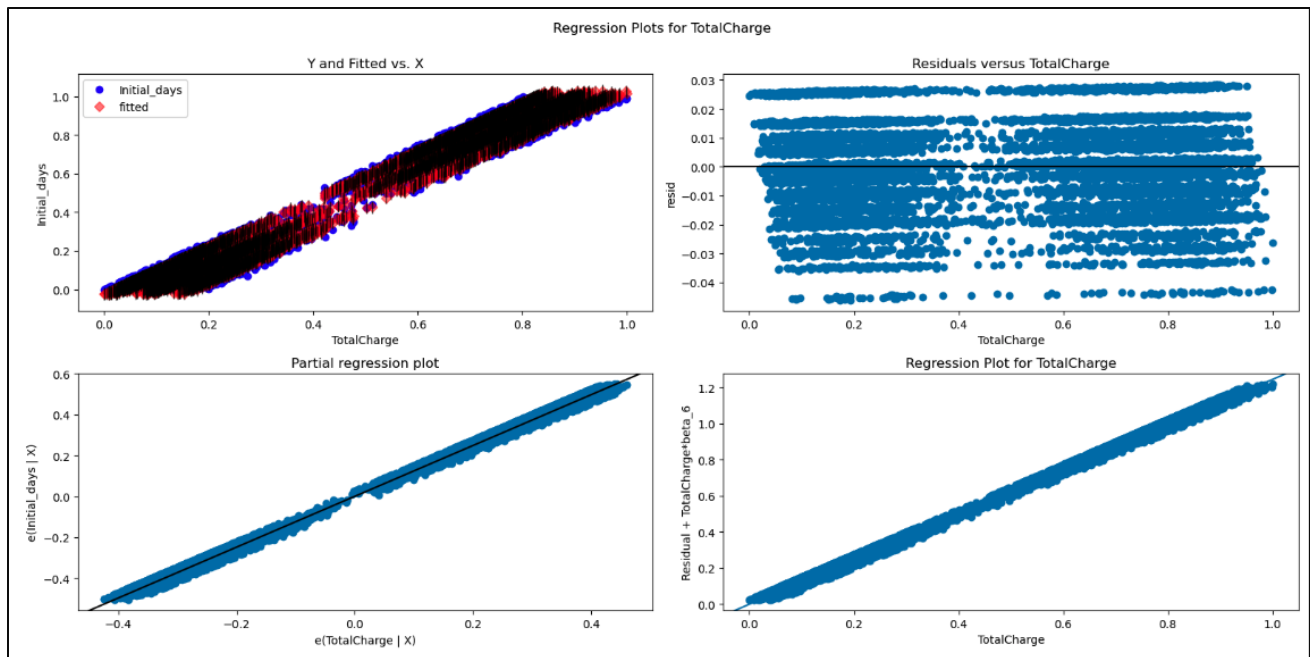 Regression Plots for TotalCharge
Y and Fitted vs. X
Initial_days
fitted
1.0
0.8
0.6
0.4
0.2
0.0
Initial_days
0.0 0.2 0.4 0.6 0.8 1.0
TotalCharge
Residuals versus TotalCharge
0.03
0.02
0.01
0.00
−0.01
−0.02
−0.03
−0.04
resid
0.0 0.2 0.4 0.6 0.8 1.0
TotalCharge
Partial regression plot
0.6
0.4
0.2
0.0
−0.2
−0.4
e(Initial_days | X)
−0.4 −0.2 0.0 0.2 0.4
e(TotalCharge | X)
Regression Plot for TotalCharge
1.2
1.0
0.8
0.6
0.4
0.2
0.0
Residual + TotalCharge*beta_6
0.0 0.2 0.4 0.6 0.8 1.0
TotalCharge